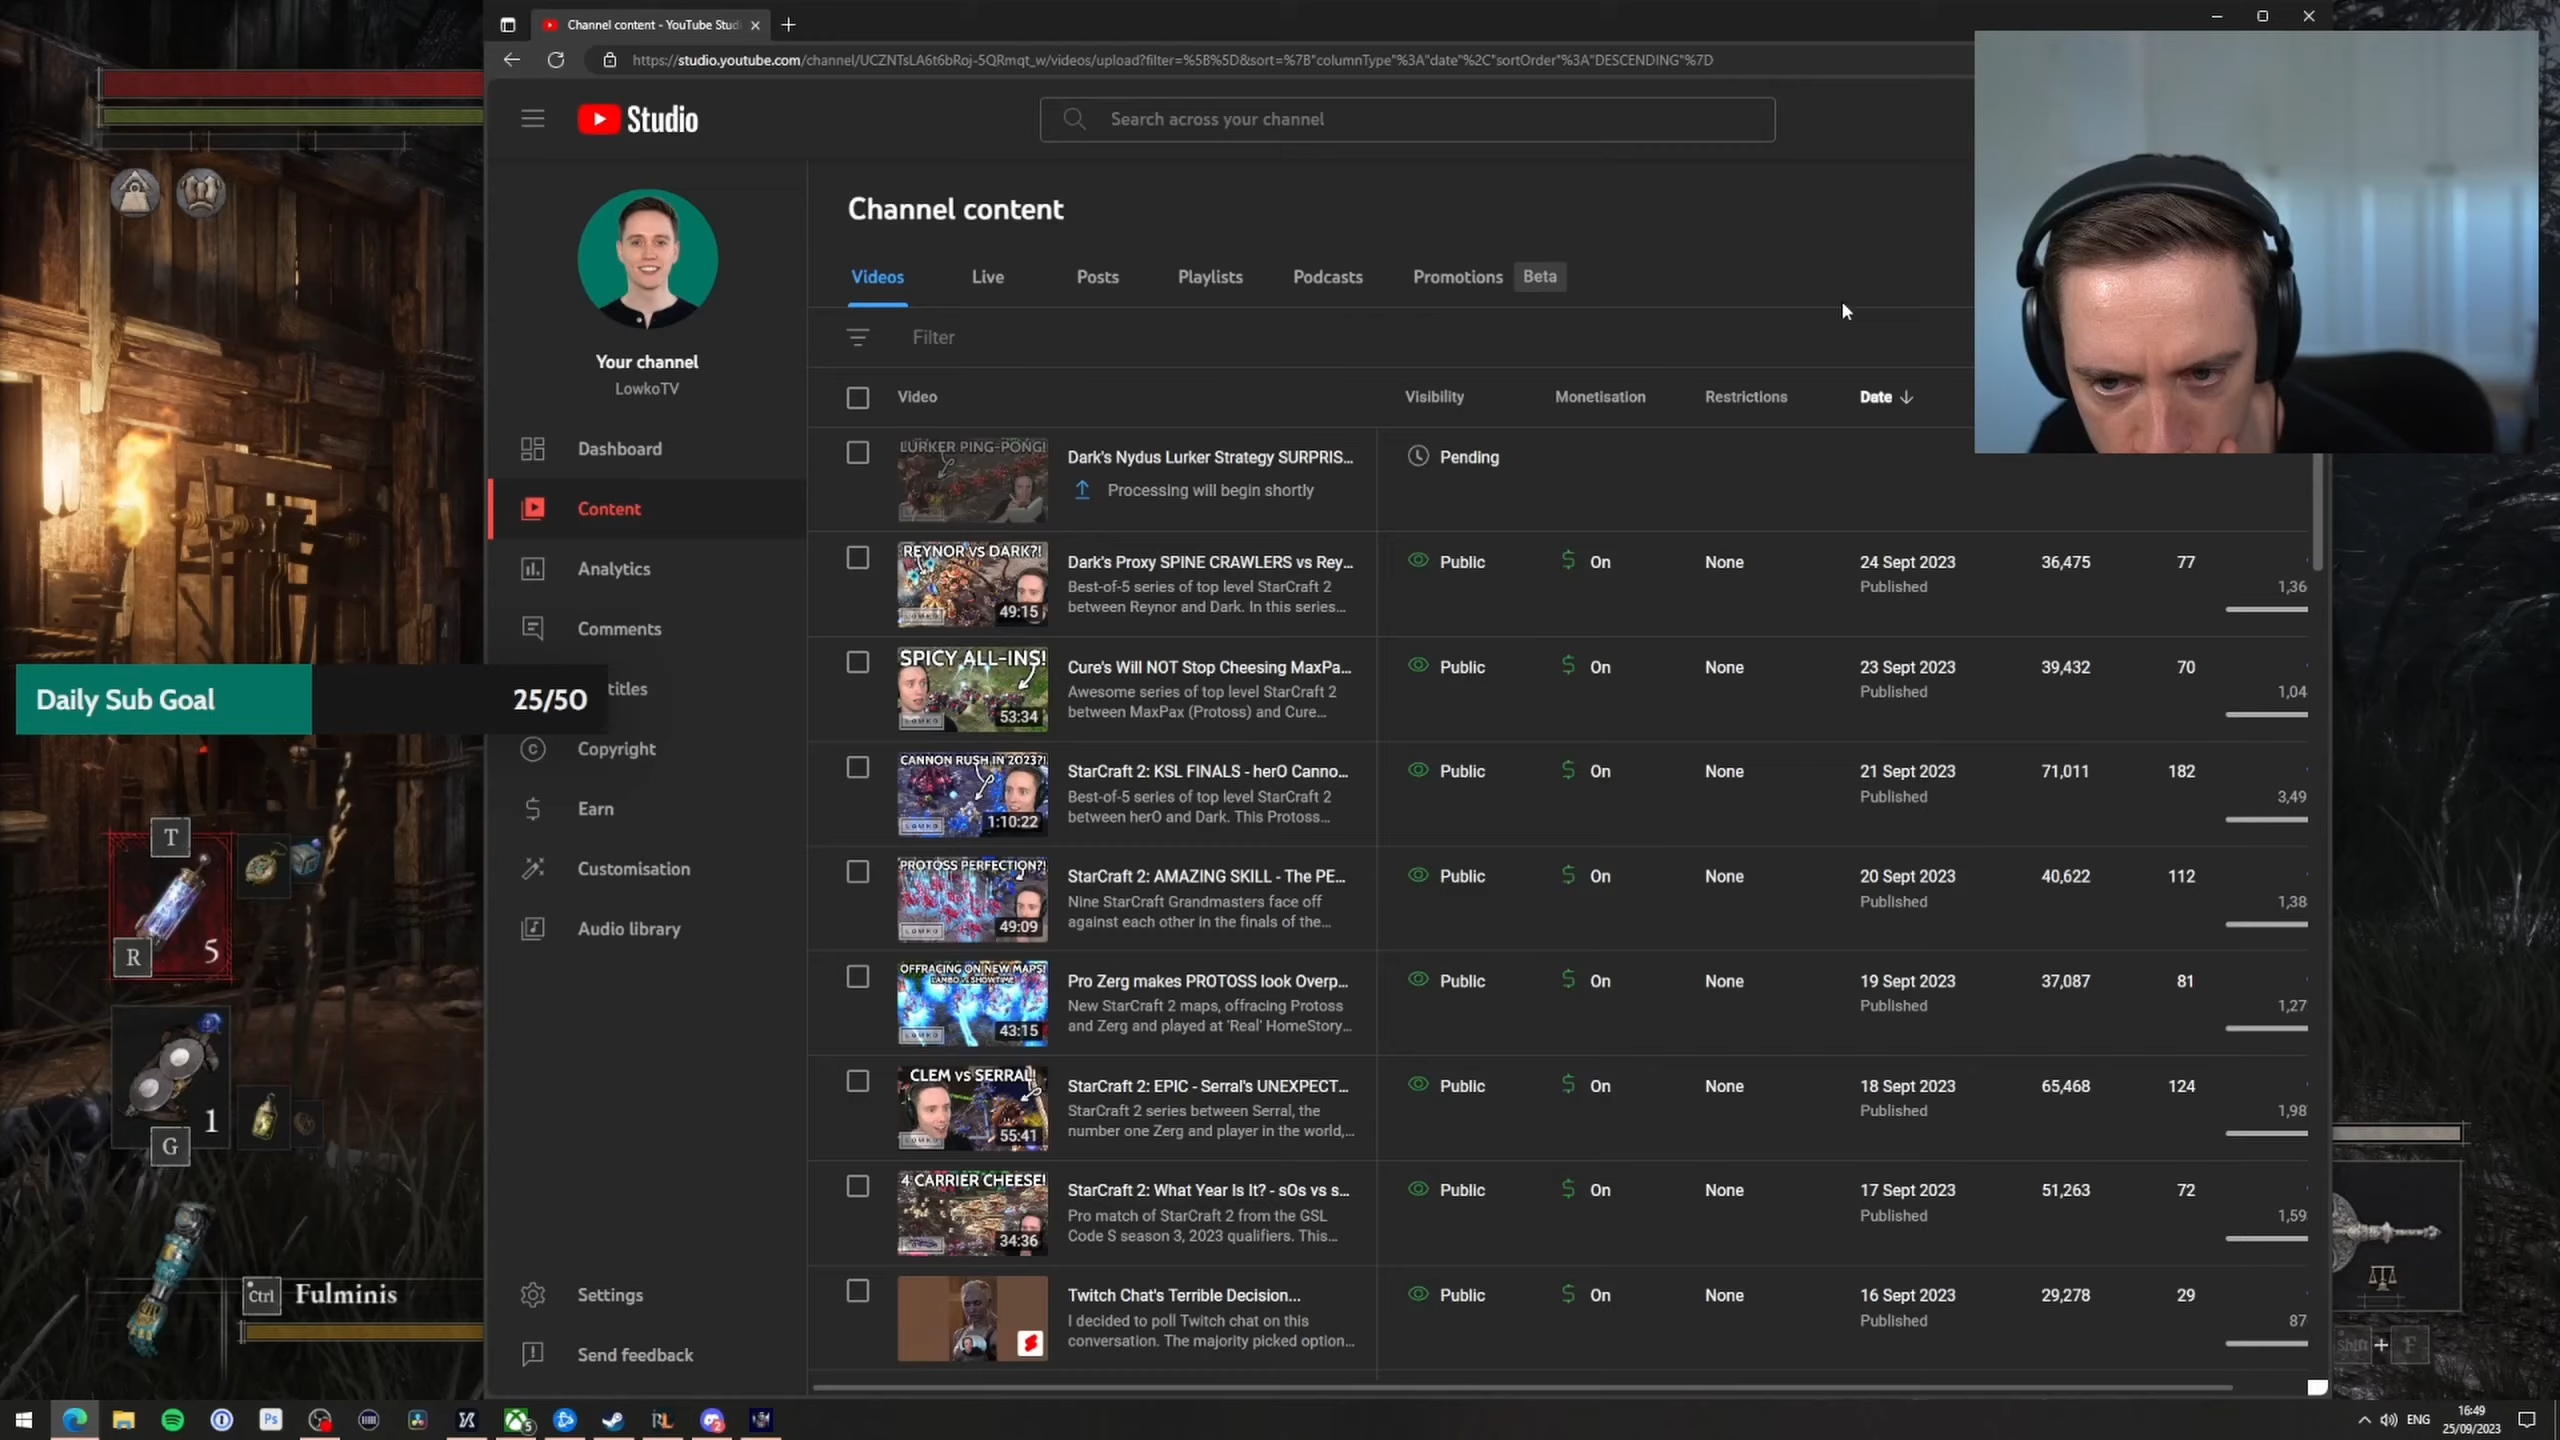 Channel content - YouTube Stud
https://studio.youtube.com/channel/UCZNTsLA6t6bRoj-5QRmqt_w/videos/upload?filter=%5B%5D&sort=%7B"columnType"%3A"date"%2C"sortOrder"%3A"DESCENDING"%7D
Studio
Search across your channel
Your channel
LowkoTV
Dashboard
Content
Analytics
Comments
titles
Copyright
Earn
Customisation
Audio library
Settings
Send feedback
Daily Sub Goal 25/50
T
R
5
G
1
Ctrl Fulminis
Channel content
Videos Live Posts Playlists Podcasts Promotions Beta
Filter
Video Visibility Monetisation Restrictions Date
LURKER PING-PONG!
Dark's Nydus Lurker Strategy SURPRIS... Pending
Processing will begin shortly
REYNOR VS DARK?!
LOWKO
49:15
Dark's Proxy SPINE CRAWLERS vs Rey... Public On None 24 Sept 2023 36,475 77
Best-of-5 series of top level StarCraft 2 Published 1,36
between Reynor and Dark. In this series...
SPICY ALL-INS!
LOWKO
53:34
Cure's Will NOT Stop Cheesing MaxPa... Public On None 23 Sept 2023 39,432 70
Awesome series of top level StarCraft 2 Published 1,04
between MaxPax (Protoss) and Cure...
CANNON RUSH IN 2023?!
LOWKO
1:10:22
StarCraft 2: KSL FINALS - herO Canno... Public On None 21 Sept 2023 71,011 182
Best-of-5 series of top level StarCraft 2 Published 3,49
between herO and Dark. This Protoss...
PROTOSS PERFECTION?!
LOWKO
49:09
StarCraft 2: AMAZING SKILL - The PE... Public On None 20 Sept 2023 40,622 112
Nine StarCraft Grandmasters face off Published 1,38
against each other in the finals of the...
OFFRACING ON NEW MAPS!
LAMBO vs SHOWTIME
LOWKO
43:15
Pro Zerg makes PROTOSS look Overp... Public On None 19 Sept 2023 37,087 81
New StarCraft 2 maps, offracing Protoss Published 1,27
and Zerg and played at 'Real' HomeStory...
CLEM vs SERRAL!
LOWKO
55:41
StarCraft 2: EPIC - Serral's UNEXPECT... Public On None 18 Sept 2023 65,468 124
StarCraft 2 series between Serral, the Published 1,98
number one Zerg and player in the world,...
4 CARRIER CHEESE!
34:36
StarCraft 2: What Year Is It? - sOs vs s... Public On None 17 Sept 2023 51,263 72
Pro match of StarCraft 2 from the GSL Published 1,59
Code S season 3, 2023 qualifiers. This...
Twitch Chat's Terrible Decision... Public On None 16 Sept 2023 29,278 29
I decided to poll Twitch chat on this Published 87
conversation. The majority picked option...
Shift + F
Ps
5
2
ENG
16:49
25/09/2023